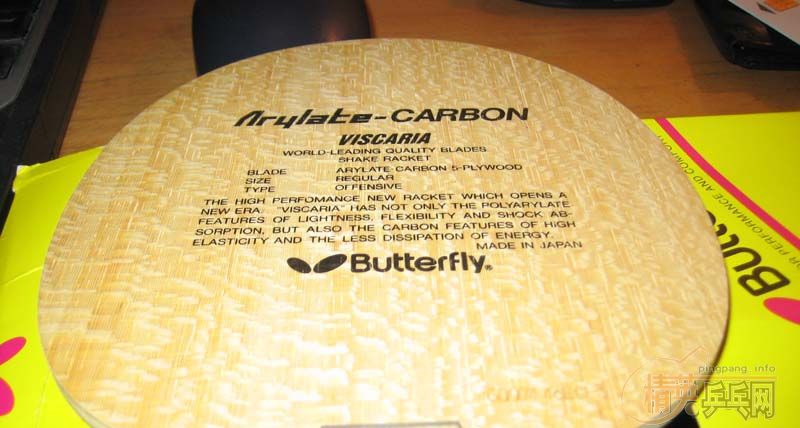 Arylate-CARBON
VISCARIA
WORLD-LEADING QUALITY BLADES
SHAKE RACKET
BLADE ARYLATE-CARBON 5-PLYWOOD
SIZE REGULAR
TYPE OFFENSIVE
THE HIGH PERFOMANCE NEW RACKET WHICH OPENS A
NEW ERA. "VISCARIA" HAS NOT ONLY THE POLYARYLATE
FEATURES OF LIGHTNESS, FLEXIBILITY AND SHOCK AB-
SORPTION, BUT ALSO THE CARBON FEATURES OF HIGH
ELASTICITY AND THE LESS DISSIPATION OF ENERGY.
MADE IN JAPAN
Butterfly®
PERFORMANCE AND
pingpang.info
精英乒乓网